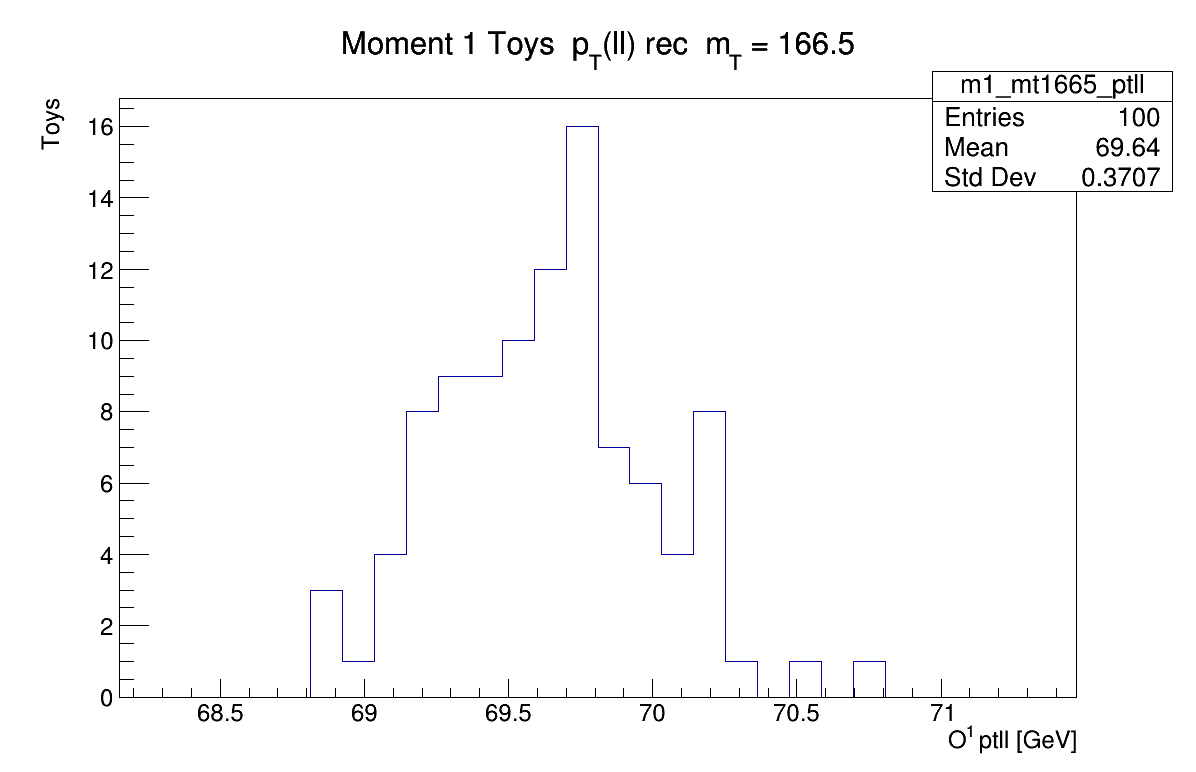 Moment 1 Toys p_T(ll) rec m_T = 166.5
m1_mt1665_ptll
Entries 100
Mean 69.64
Std Dev 0.3707
Toys
16
14
12
10
8
6
4
2
0
68.5 69 69.5 70 70.5 71
O^1 ptll [GeV]